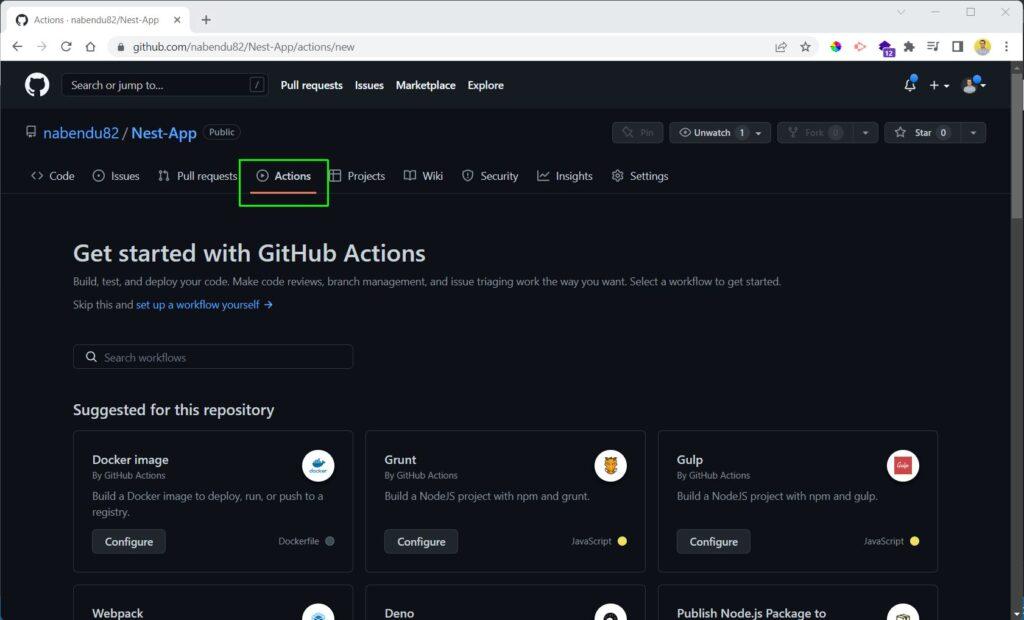 Actions · nabendu82/Nest-App
github.com/nabendu82/Nest-App/actions/new
12
Search or jump to... /
Pull requests Issues Marketplace Explore
nabendu82 / Nest-App Public
Pin Unwatch 1 Fork 0 Star 0
Code Issues Pull requests Actions Projects Wiki Security Insights Settings
Get started with GitHub Actions
Build, test, and deploy your code. Make code reviews, branch management, and issue triaging work the way you want. Select a workflow to get started.
Skip this and set up a workflow yourself →
Search workflows
Suggested for this repository
Docker image
By GitHub Actions
Build a Docker image to deploy, run, or push to a
registry.
Configure Dockerfile
docker
Grunt
By GitHub Actions
Build a NodeJS project with npm and grunt.
Configure JavaScript
Gulp
By GitHub Actions
Gulp
Build a NodeJS project with npm and gulp.
Configure JavaScript
Webpack
Deno
Publish Node.js Package to